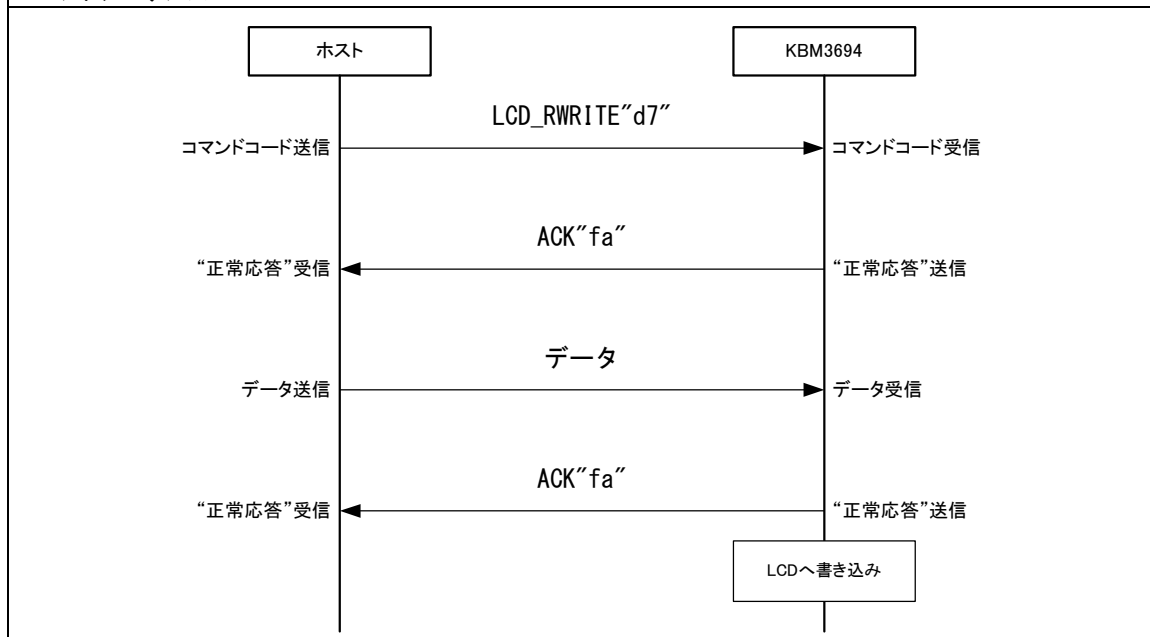 ホスト
KBM3694
LCD_RWRITE"d7"
コマンドコード送信
コマンドコード受信
ACK"fa"
“正常応答”受信
“正常応答”送信
データ
データ送信
データ受信
ACK"fa"
“正常応答”受信
“正常応答”送信
LCDへ書き込み